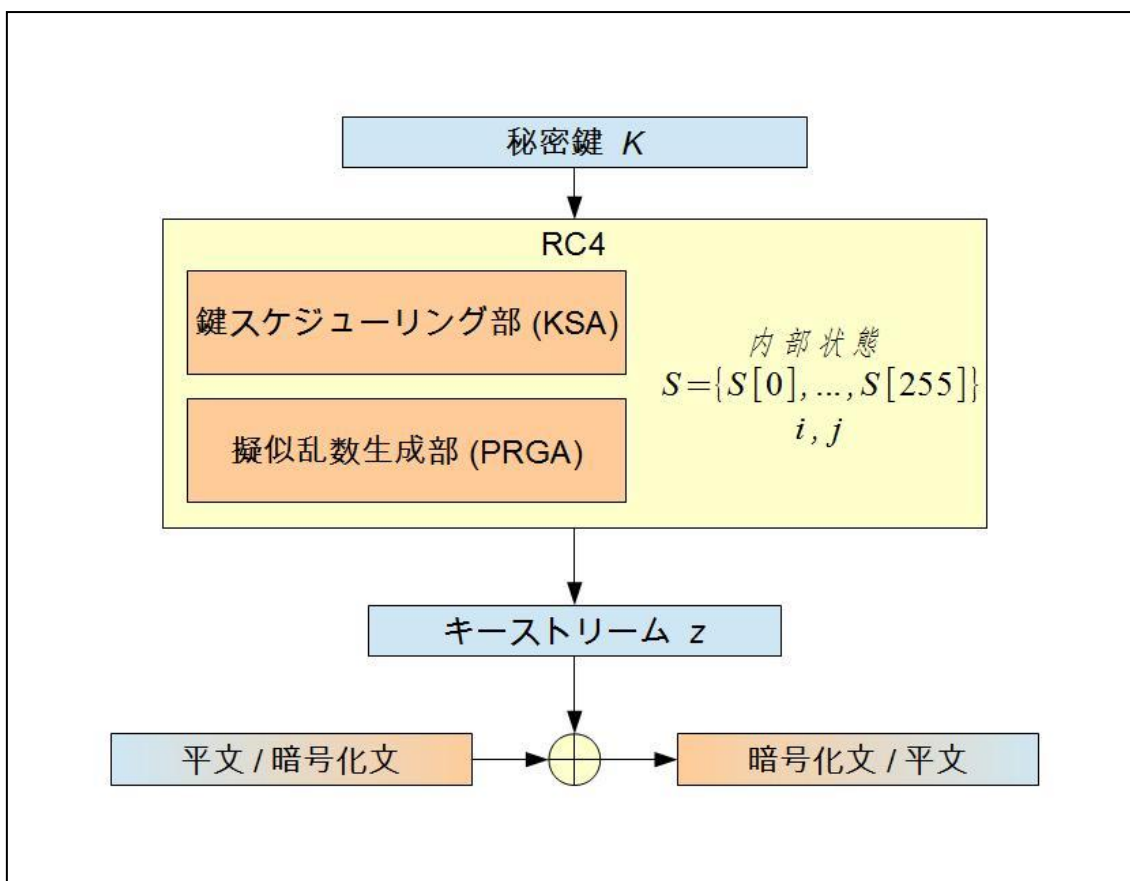 秘密鍵 K
RC4
鍵スケジューリング部 (KSA)
擬似乱数生成部 (PRGA)
内部状態
S={S[0],...,S[255]}
i, j
キーストリーム z
平文 / 暗号化文
暗号化文 / 平文